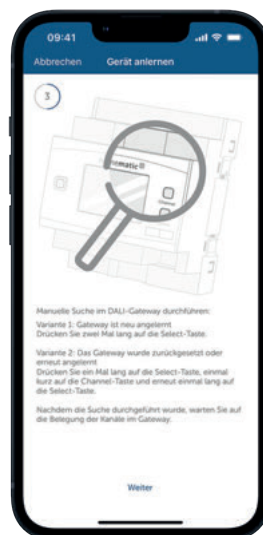 09:41
Abbrechen Gerät anlernen
3
matic
Channel
Manuelle Suche im DALI-Gateway durchführen:
Variante 1: Gateway ist neu angelernt
Drücken Sie zwei Mal lang auf die Select-Taste.
Variante 2: Das Gateway wurde zurückgesetzt oder
erneut angelernt
Drücken Sie ein Mal lang auf die Select-Taste, einmal
kurz auf die Channel-Taste und erneut einmal lang auf
die Select-Taste.
Nachdem die Suche durchgeführt wurde, warten Sie auf
die Belegung der Kanäle im Gateway.
Weiter